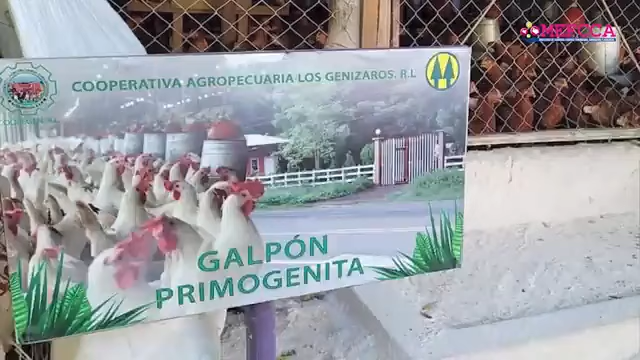 COOPERATIVA AGROPECUARIA LOS GENIZAROS. R.L
GALPÓN
PRIMOGENITA